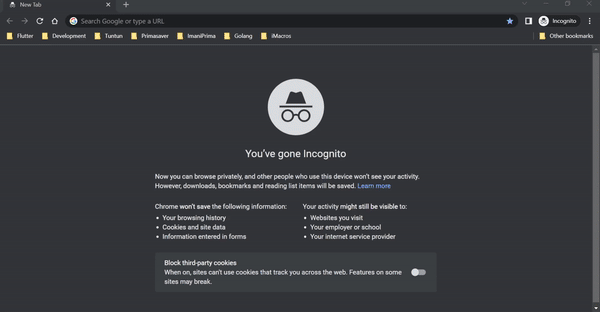 New Tab
Search Google or type a URL
Incognito
Flutter Development Tuntun Primasaver ImaniPrima Golang iMacros Other bookmarks
You've gone Incognito
Now you can browse privately, and other people who use this device won't see your activity.
However, downloads, bookmarks and reading list items will be saved. Learn more
Chrome won't save the following information:
• Your browsing history
• Cookies and site data
• Information entered in forms
Your activity might still be visible to:
• Websites you visit
• Your employer or school
• Your internet service provider
Block third-party cookies
When on, sites can't use cookies that track you across the web. Features on some
sites may break.